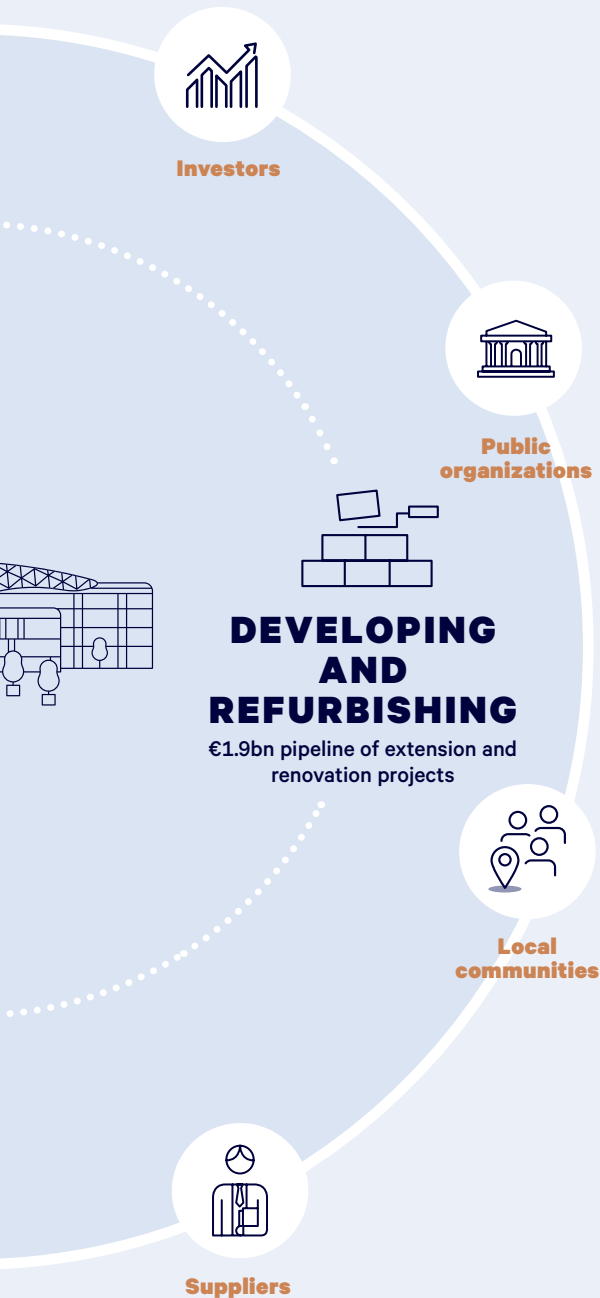 Investors
Public
organizations
DEVELOPING
AND
REFURBISHING
€1.9bn pipeline of extension and
renovation projects
Local
communities
Suppliers